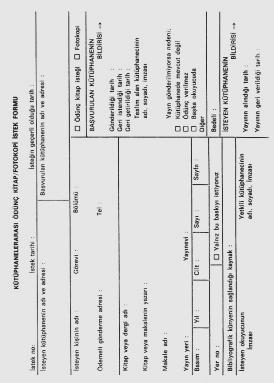 KÜTÜPHANELERARASI ÖDÜNÇ KİTAP FOTOKOPİ İSTEK FORMU
İstek no: İstek tarihi : İsteğin geçerli olduğu tarih :
İsteyen kütüphanenin adı ve adresi : Başvurulan kütüphanenin adı ve adresi :
İsteyen kişinin adı Görevi : Bölümü :
Ödemeli gönderme adresi : Tel :
Kitap veya dergi adı :
Kitap veya makalenin yazarı :
Makale adı :
Yayın yeri : Yayınevi :
Basım : Yıl : Cilt : Sayı : Sayfa :
Yer no : Yalnız bu baskıyı istiyoruz
Bibliyografik künyenin sağlandığı kaynak :
İsteyen okuyucunun Yetkili kütüphanecinin
imzası adı, soyadı, imzası
Ödünç kitap isteği Fotokopi
BAŞVURULAN KÜTÜPHANENİN
BİLDİRİSİ →
Gönderildiği tarih :
Geri istendiği tarih :
Geri getirildiği tarih :
Teslim alan kütüphanecinin
adı, soyadı, imzası
Yayın gönderilmiyorsa nedeni:
Kütüphanede mevcut değil
Ödünç verilmez
Başka okuyucuda
Diğer
Bedeli :
İSTEYEN KÜTÜPHANENİN
BİLDİRİSİ →
Yayının alındığı tarih :
Yayının geri verildiği tarih :